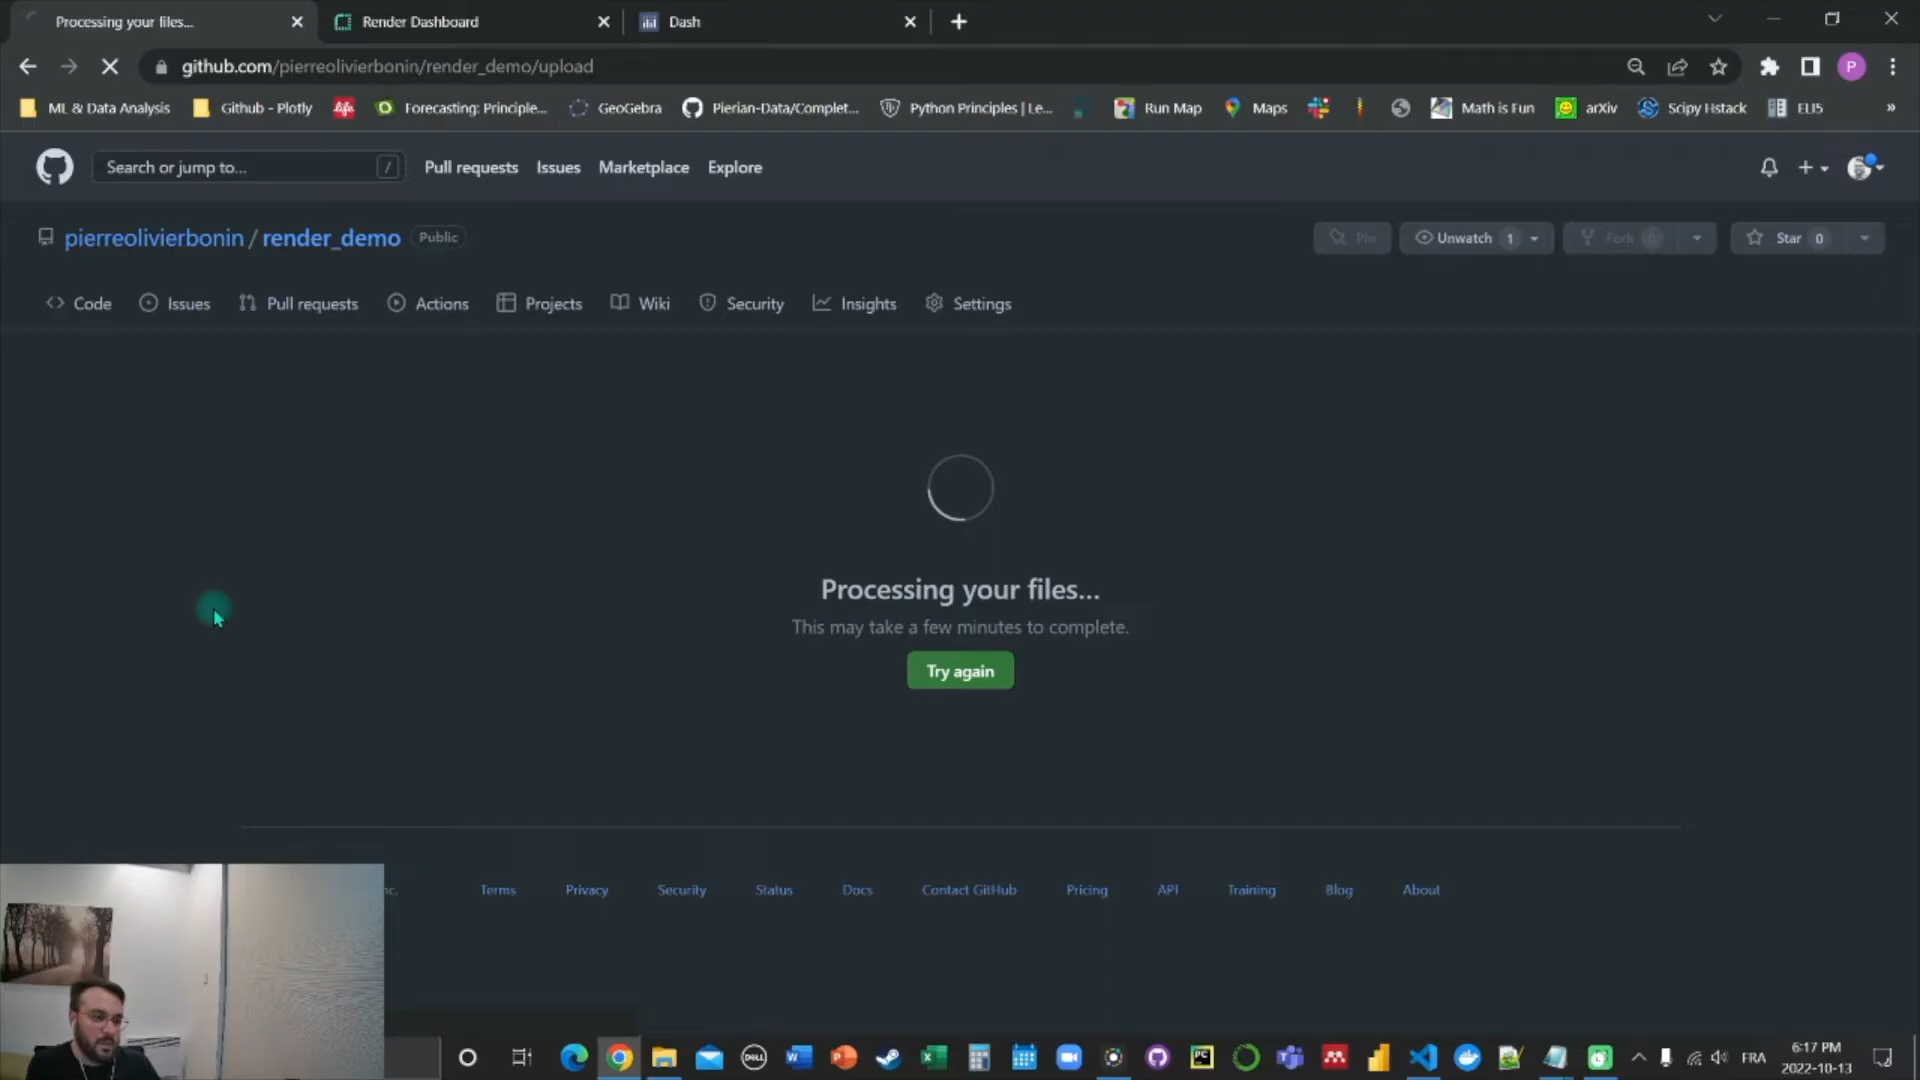 Processing your files...
Render Dashboard
Dash
github.com/pierreolivierbonin/render_demo/upload
ML & Data Analysis
Github - Plotly
Forecasting: Principle...
GeoGebra
Pierian-Data/Complet...
Python Principles | Le...
Run Map
Maps
Math is Fun
arXiv
Scipy Hstack
ELI5
»
Search or jump to...
/
Pull requests
Issues
Marketplace
Explore
pierreolivierbonin / render_demo
Public
Pin
Unwatch 1
Fork
Star 0
Code
Issues
Pull requests
Actions
Projects
Wiki
Security
Insights
Settings
Processing your files...
This may take a few minutes to complete.
Try again
Terms
Privacy
Security
Status
Docs
Contact GitHub
Pricing
API
Training
Blog
About
FRA
6:17 PM
2022-10-13